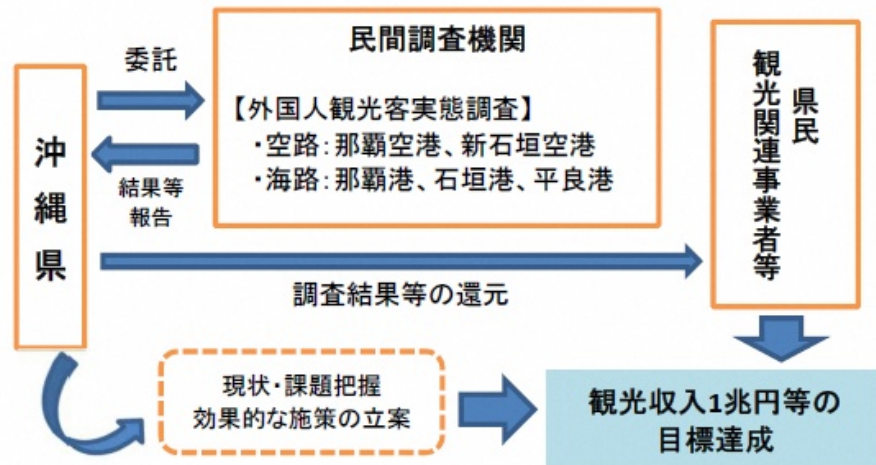 沖縄県
委託
結果等
報告
民間調査機関
【外国人観光客実態調査】
・空路：那覇空港、新石垣空港
・海路：那覇港、石垣港、平良港
県民
観光関連事業者等
調査結果等の還元
現状・課題把握
効果的な施策の立案
観光収入1兆円等の
目標達成